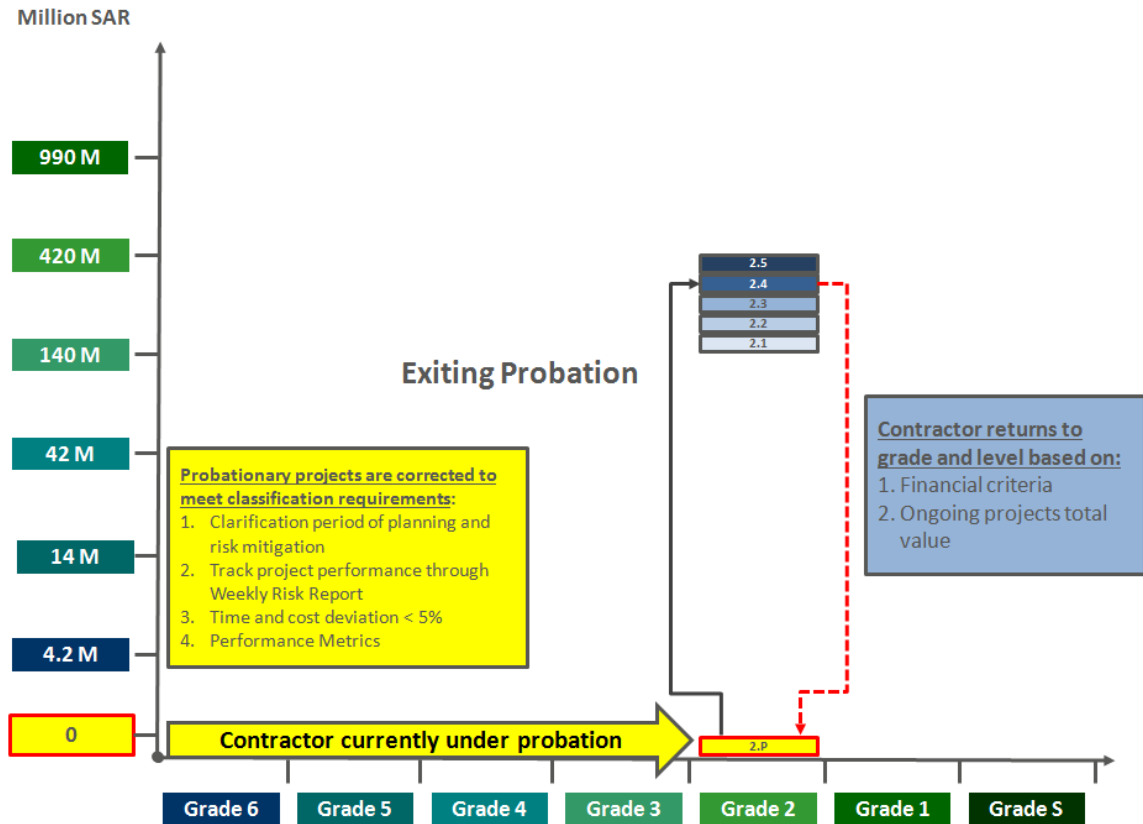 Million SAR
990 M
420 M
140 M
42 M
14 M
4.2 M
0
2.5
2.4
2.3
2.2
2.1
Exiting Probation
Probationary projects are corrected to
meet classification requirements:
1. Clarification period of planning and
risk mitigation
2. Track project performance through
Weekly Risk Report
3. Time and cost deviation < 5%
4. Performance Metrics
Contractor returns to
grade and level based on:
1. Financial criteria
2. Ongoing projects total
value
Contractor currently under probation
2.P
Grade 6
Grade 5
Grade 4
Grade 3
Grade 2
Grade 1
Grade S